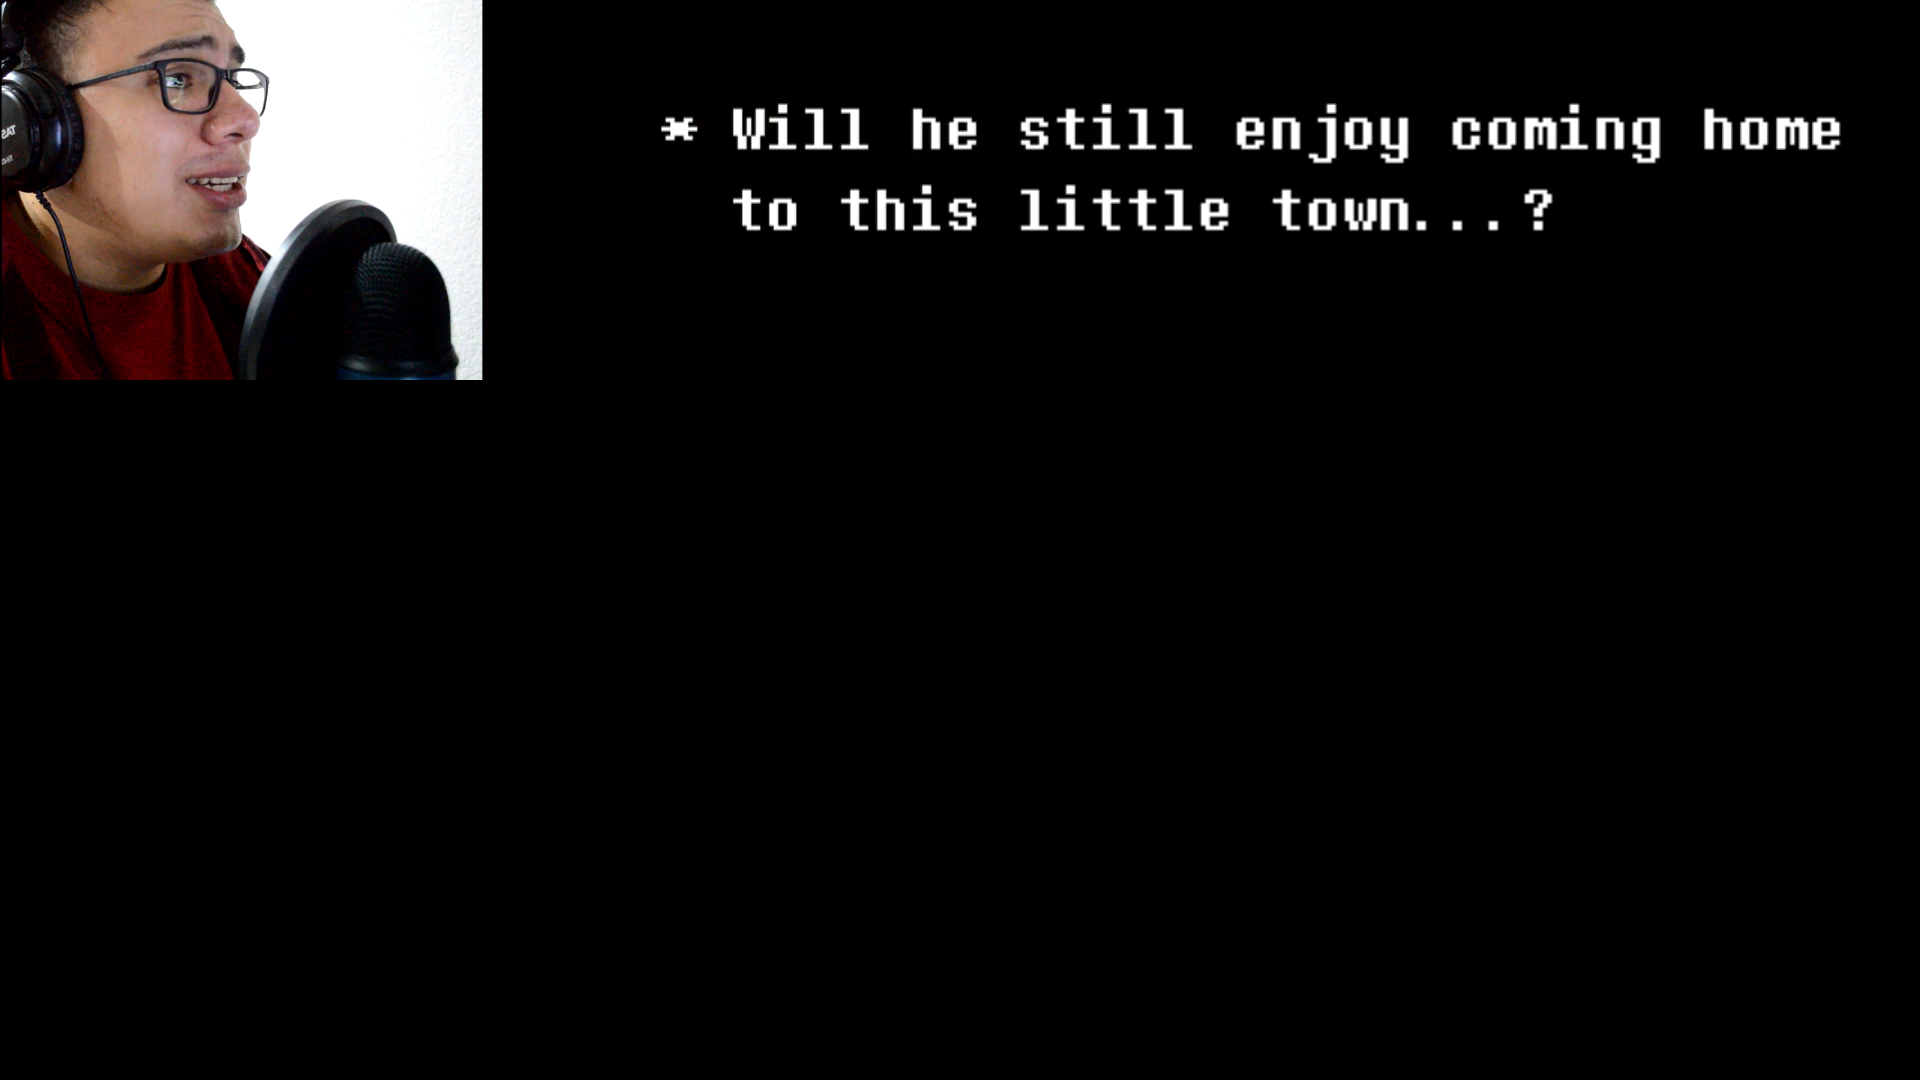 * Will he still enjoy coming home
to this little town...?